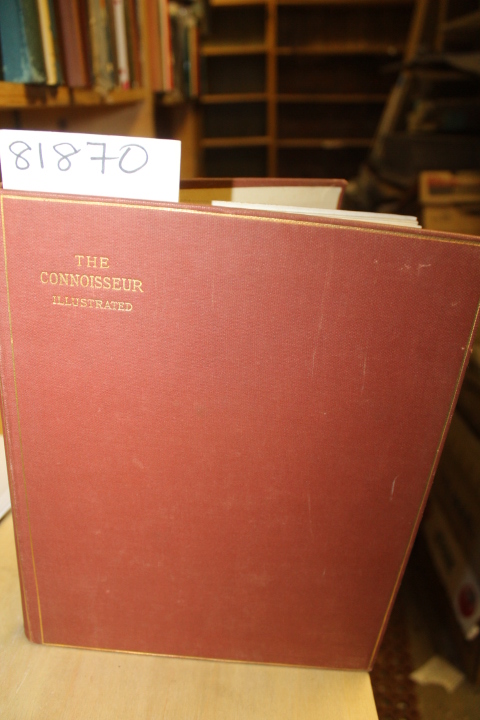 81870
THE
CONNOISSEUR
ILLUSTRATED